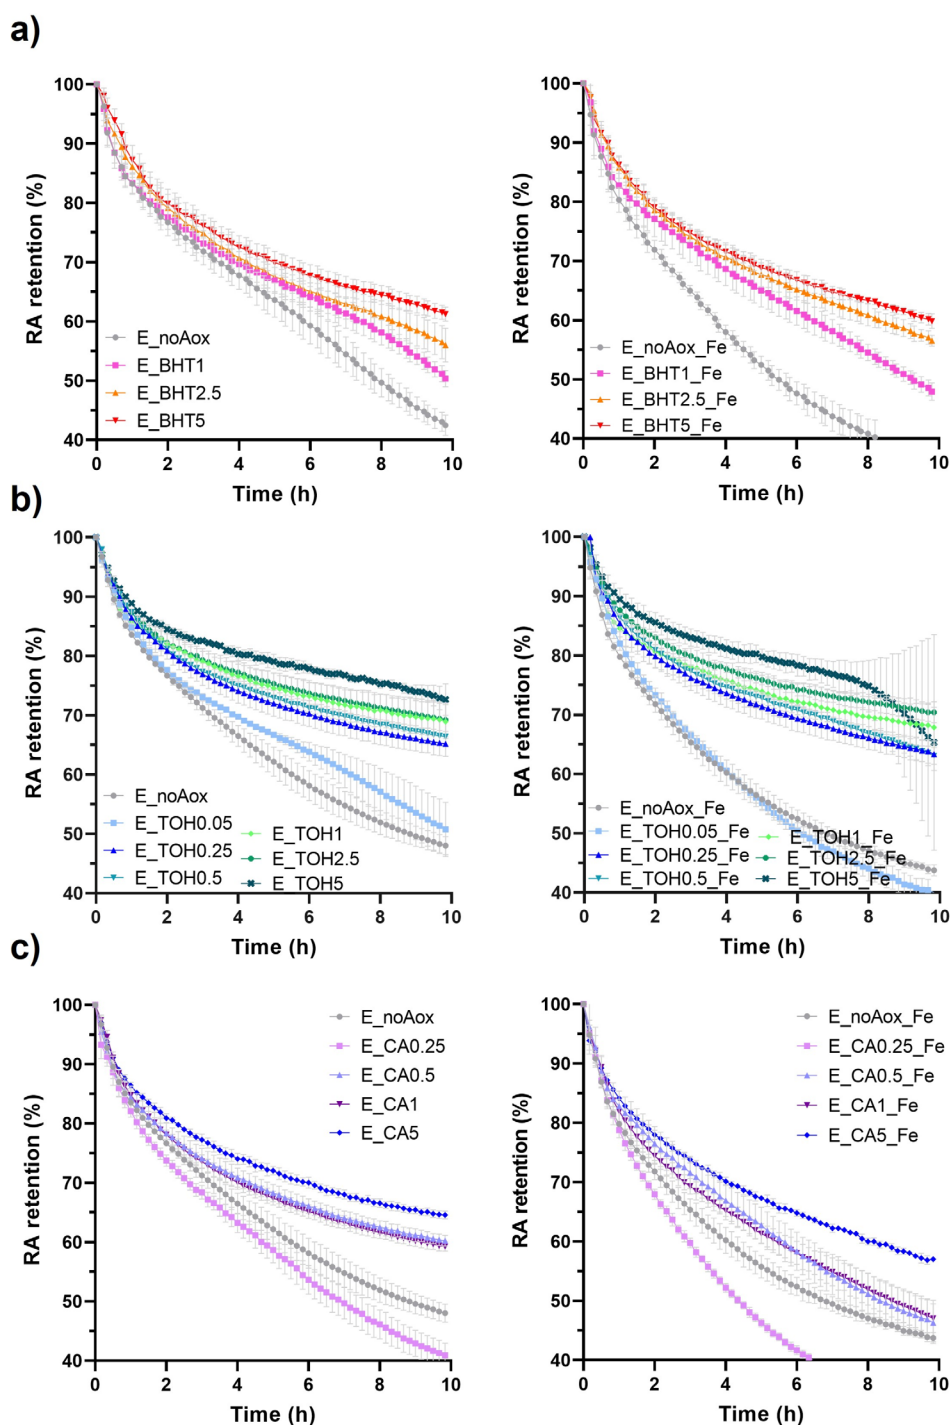 a)
RA retention (%)
100
90
80
70
60
50
40
E_noAox
E_BHT1
E_BHT2.5
E_BHT5
0 2 4 6 8 10
Time (h)
RA retention (%)
100
90
80
70
60
50
40
E_noAox_Fe
E_BHT1_Fe
E_BHT2.5_Fe
E_BHT5_Fe
0 2 4 6 8 10
Time (h)
b)
RA retention (%)
100
90
80
70
60
50
40
E_noAox
E_TOH0.05
E_TOH0.25
E_TOH0.5
E_TOH1
E_TOH2.5
E_TOH5
0 2 4 6 8 10
Time (h)
RA retention (%)
100
90
80
70
60
50
40
E_noAox_Fe
E_TOH0.05_Fe
E_TOH0.25_Fe
E_TOH0.5_Fe
E_TOH1_Fe
E_TOH2.5_Fe
E_TOH5_Fe
0 2 4 6 8 10
Time (h)
c)
RA retention (%)
100
90
80
70
60
50
40
E_noAox
E_CA0.25
E_CA0.5
E_CA1
E_CA5
0 2 4 6 8 10
Time (h)
RA retention (%)
100
90
80
70
60
50
40
E_noAox_Fe
E_CA0.25_Fe
E_CA0.5_Fe
E_CA1_Fe
E_CA5_Fe
0 2 4 6 8 10
Time (h)